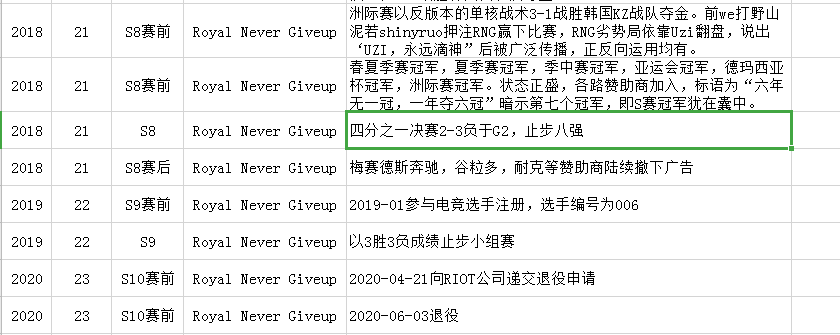 洲际赛以反版本的单核战术3-1战胜韩国KZ战队夺金。前we打野山
2018 21 S8赛前 Royal Never Giveup 泥若shinyruo押注RNG赢下比赛，RNG劣势局依靠Uzi翻盘，说出
‘UZI，永远滴神”后被广泛传播，正反向运用均有。
春夏季赛冠军，夏季赛冠军，季中赛冠军，亚运会冠军，德玛西亚
2018 21 S8赛前 Royal Never Giveup 杯冠军，洲际赛冠军。状态正盛，各路赞助商加入，标语为“六年
无一冠，一年夺六冠”暗示第七个冠军，即S赛冠军犹在囊中。
2018 21 S8 Royal Never Giveup 四分之一决赛2-3负于G2，止步八强
2018 21 S8赛后 Royal Never Giveup 梅赛德斯奔驰，谷粒多，耐克等赞助商陆续撤下广告
2019 22 S9赛前 Royal Never Giveup 2019-01参与电竞选手注册，选手编号为006
2019 22 S9 Royal Never Giveup 以3胜3负成绩止步小组赛
2020 23 S10赛前 Royal Never Giveup 2020-04-21向RIOT公司递交退役申请
2020 23 S10赛前 Royal Never Giveup 2020-06-03退役